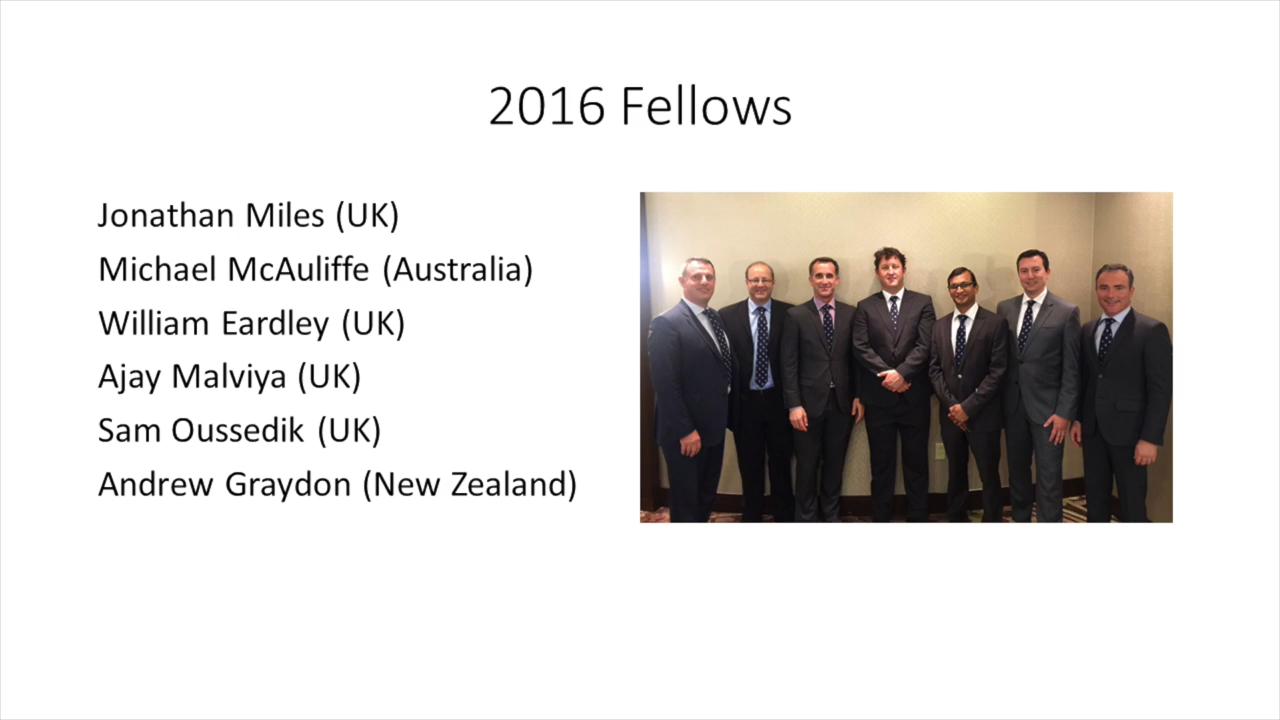 2016 Fellows
Jonathan Miles (UK)
Michael McAuliffe (Australia)
William Eardley (UK)
Ajay Malviya (UK)
Sam Oussedik (UK)
Andrew Graydon (New Zealand)